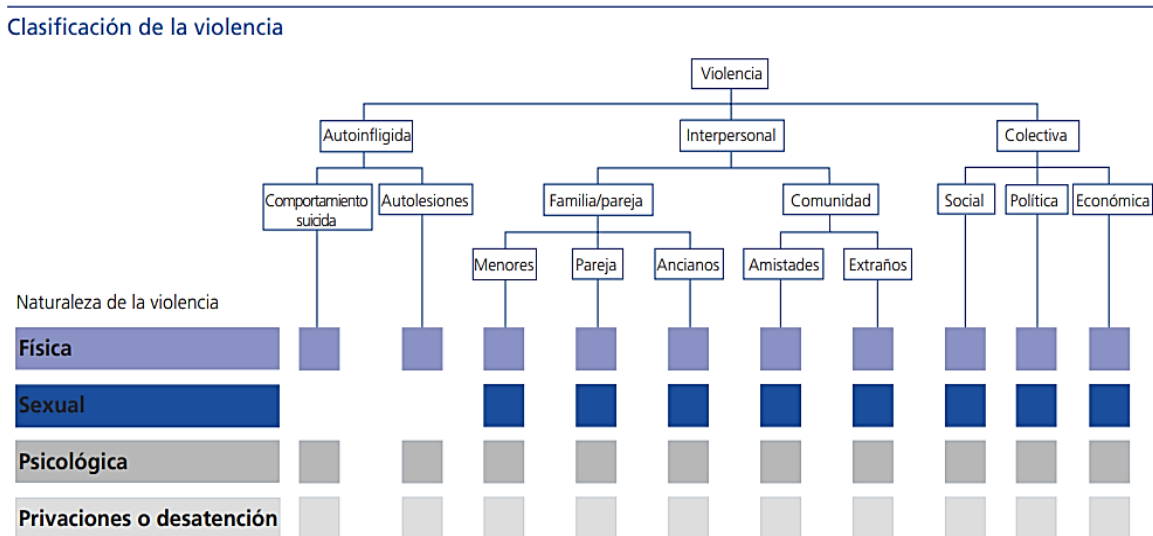 Clasificación de la violencia
Violencia
Autoinfligida
Interpersonal
Colectiva
Comportamiento
suicida
Autolesiones
Familia/pareja
Comunidad
Social
Política
Económica
Menores
Pareja
Ancianos
Amistades
Extraños
Naturaleza de la violencia
Física
Sexual
Psicológica
Privaciones o desatención